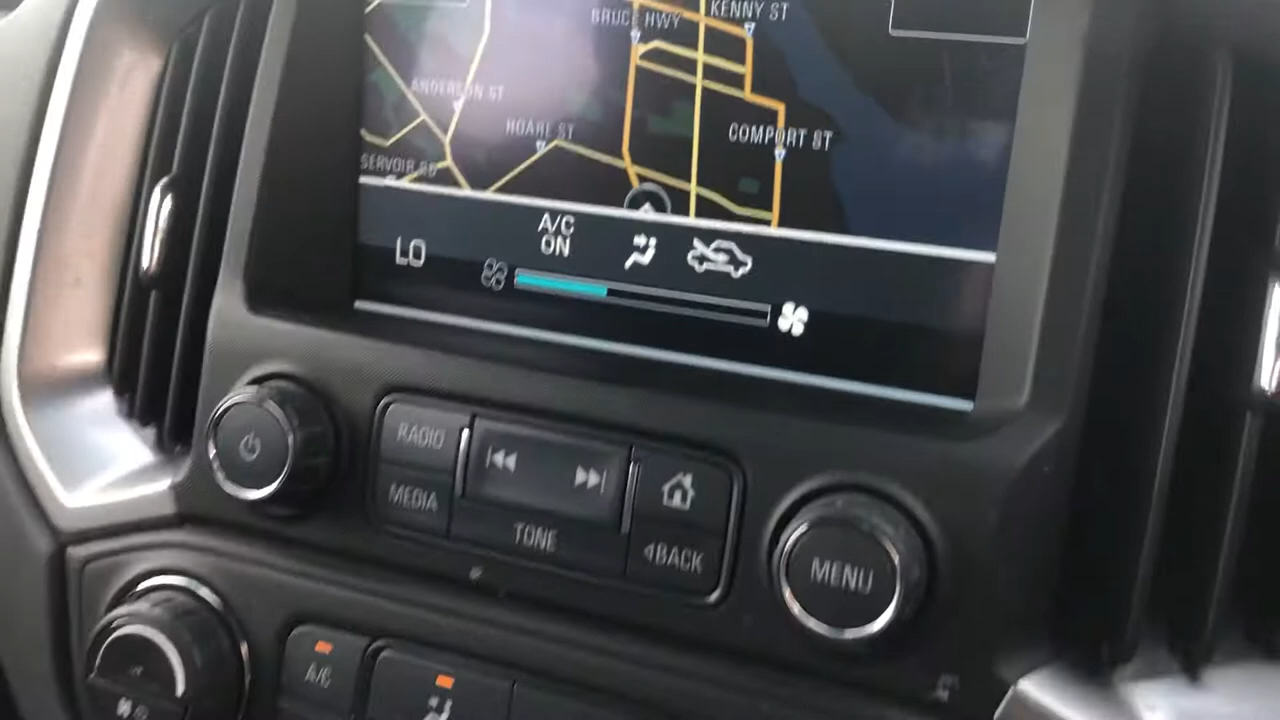 BRUCE HWY
KENNY ST
ANDERSON ST
HOARE ST
COMPORT ST
SERVOIR RD
LO
A/C
ON
RADIO
MEDIA
TONE
BACK
MENU
A/C